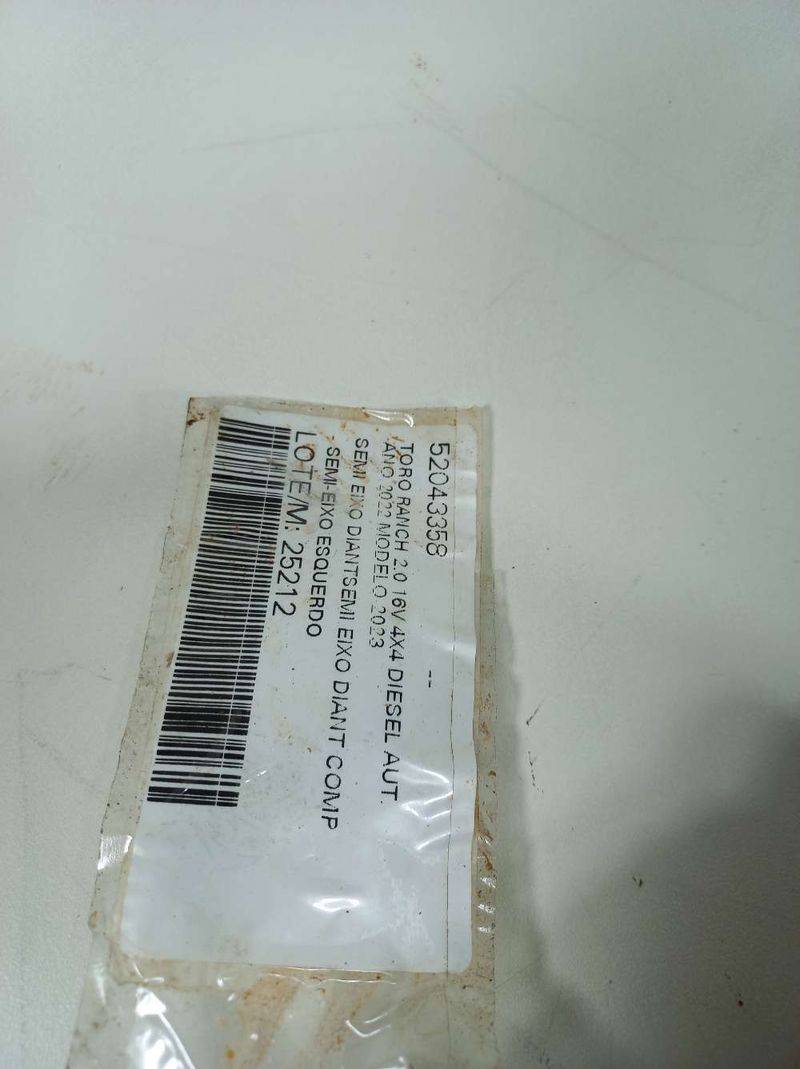 52043358 --
TORO RANCH 2.0 16V 4X4 DIESEL AUT.
ANO 2022 MODELO 2023
SEMI EIXO DIANTSEMI EIXO DIANT COMP
SEMI-EIXO ESQUERDO
LOTE/M: 25212